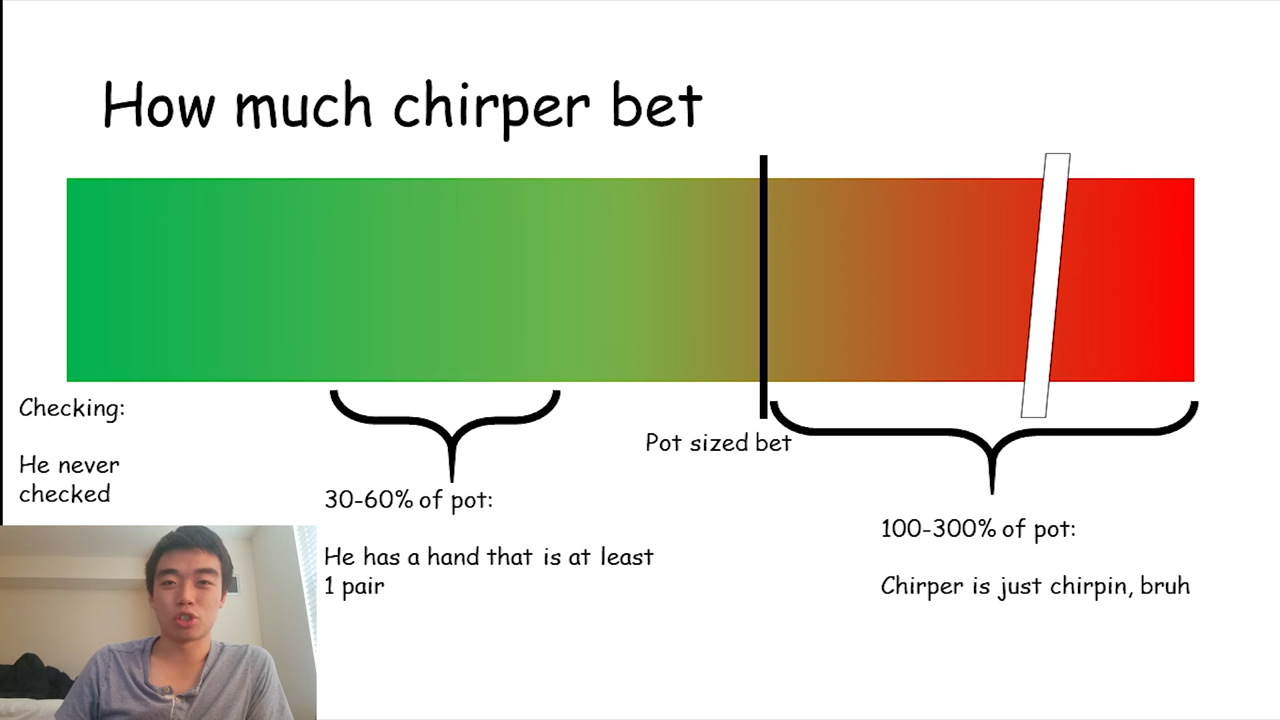 How much chirper bet
Checking:
He never
checked
Pot sized bet
30-60% of pot:
He has a hand that is at least
1 pair
100-300% of pot:
Chirper is just chirpin, bruh